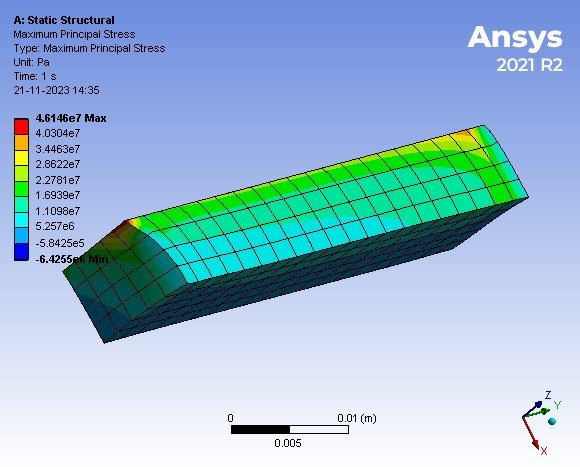 A: Static Structural
Maximum Principal Stress
Type: Maximum Principal Stress
Unit: Pa
Time: 1 s
21-11-2023 14:35
Ansys
2021 R2
4.6146e7 Max
4.0304e7
3.4463e7
2.8622e7
2.2781e7
1.6939e7
1.1098e7
5.257e6
-5.8425e5
-6.4255e6 Min
0
0.01 (m)
0.005
Z
Y
X